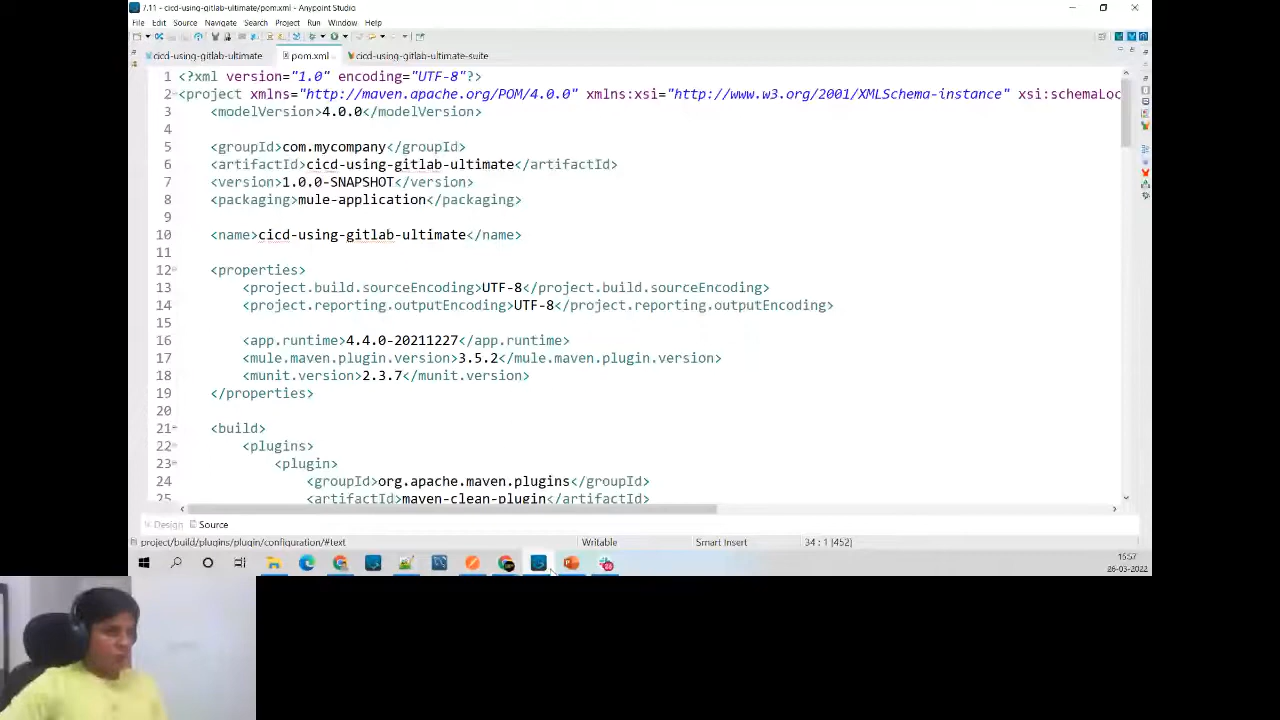 7.11 - cicd-using-gitlab-ultimate/pom.xml - Anypoint Studio
File Edit Source Navigate Search Project Run Window Help
cicd-using-gitlab-ultimate pom.xml cicd-using-gitlab-ultimate-suite
1 <?xml version="1.0" encoding="UTF-8"?>
2 <project xmlns="http://maven.apache.org/POM/4.0.0" xmlns:xsi="http://www.w3.org/2001/XMLSchema-instance" xsi:schemaLoc
3 <modelVersion>4.0.0</modelVersion>
4
5 <groupId>com.mycompany</groupId>
6 <artifactId>cicd-using-gitlab-ultimate</artifactId>
7 <version>1.0.0-SNAPSHOT</version>
8 <packaging>mule-application</packaging>
9
10 <name>cicd-using-gitlab-ultimate</name>
11
12 <properties>
13 <project.build.sourceEncoding>UTF-8</project.build.sourceEncoding>
14 <project.reporting.outputEncoding>UTF-8</project.reporting.outputEncoding>
15
16 <app.runtime>4.4.0-20211227</app.runtime>
17 <mule.maven.plugin.version>3.5.2</mule.maven.plugin.version>
18 <munit.version>2.3.7</munit.version>
19 </properties>
20
21 <build>
22 <plugins>
23 <plugin>
24 <groupId>org.apache.maven.plugins</groupId>
25 <artifactId>maven-clean-plugin</artifactId>
Design Source
project/build/plugins/plugin/configuration/#text Writable Smart Insert 34 : 1 [452]
15:57
26-03-2022